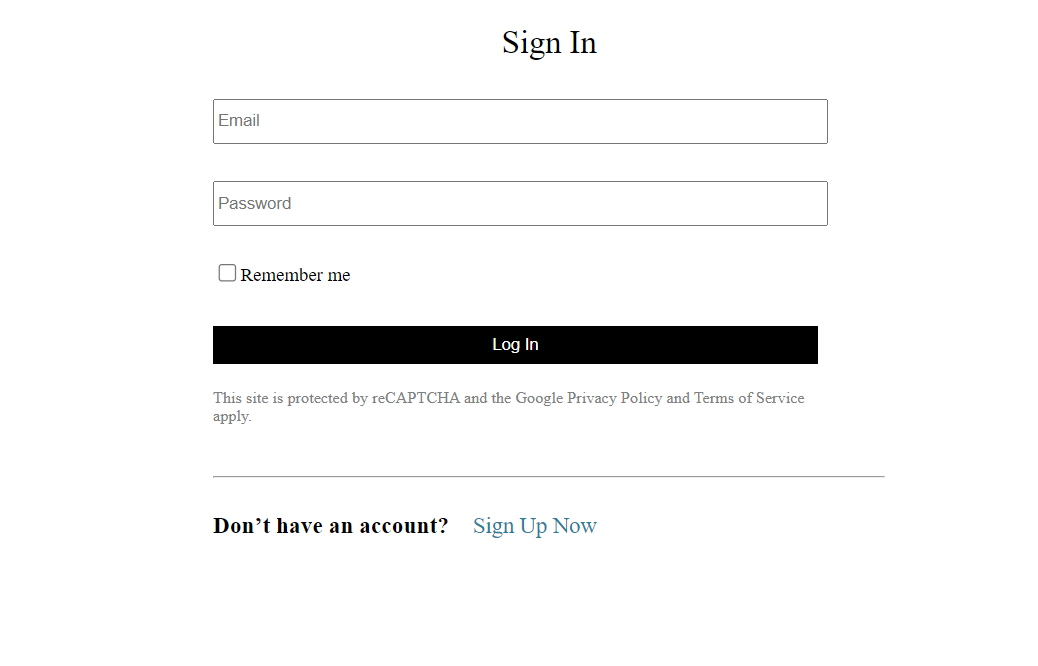 Sign In
Email
Password
Remember me
Log In
This site is protected by reCAPTCHA and the Google Privacy Policy and Terms of Service
apply.
Don’t have an account? Sign Up Now